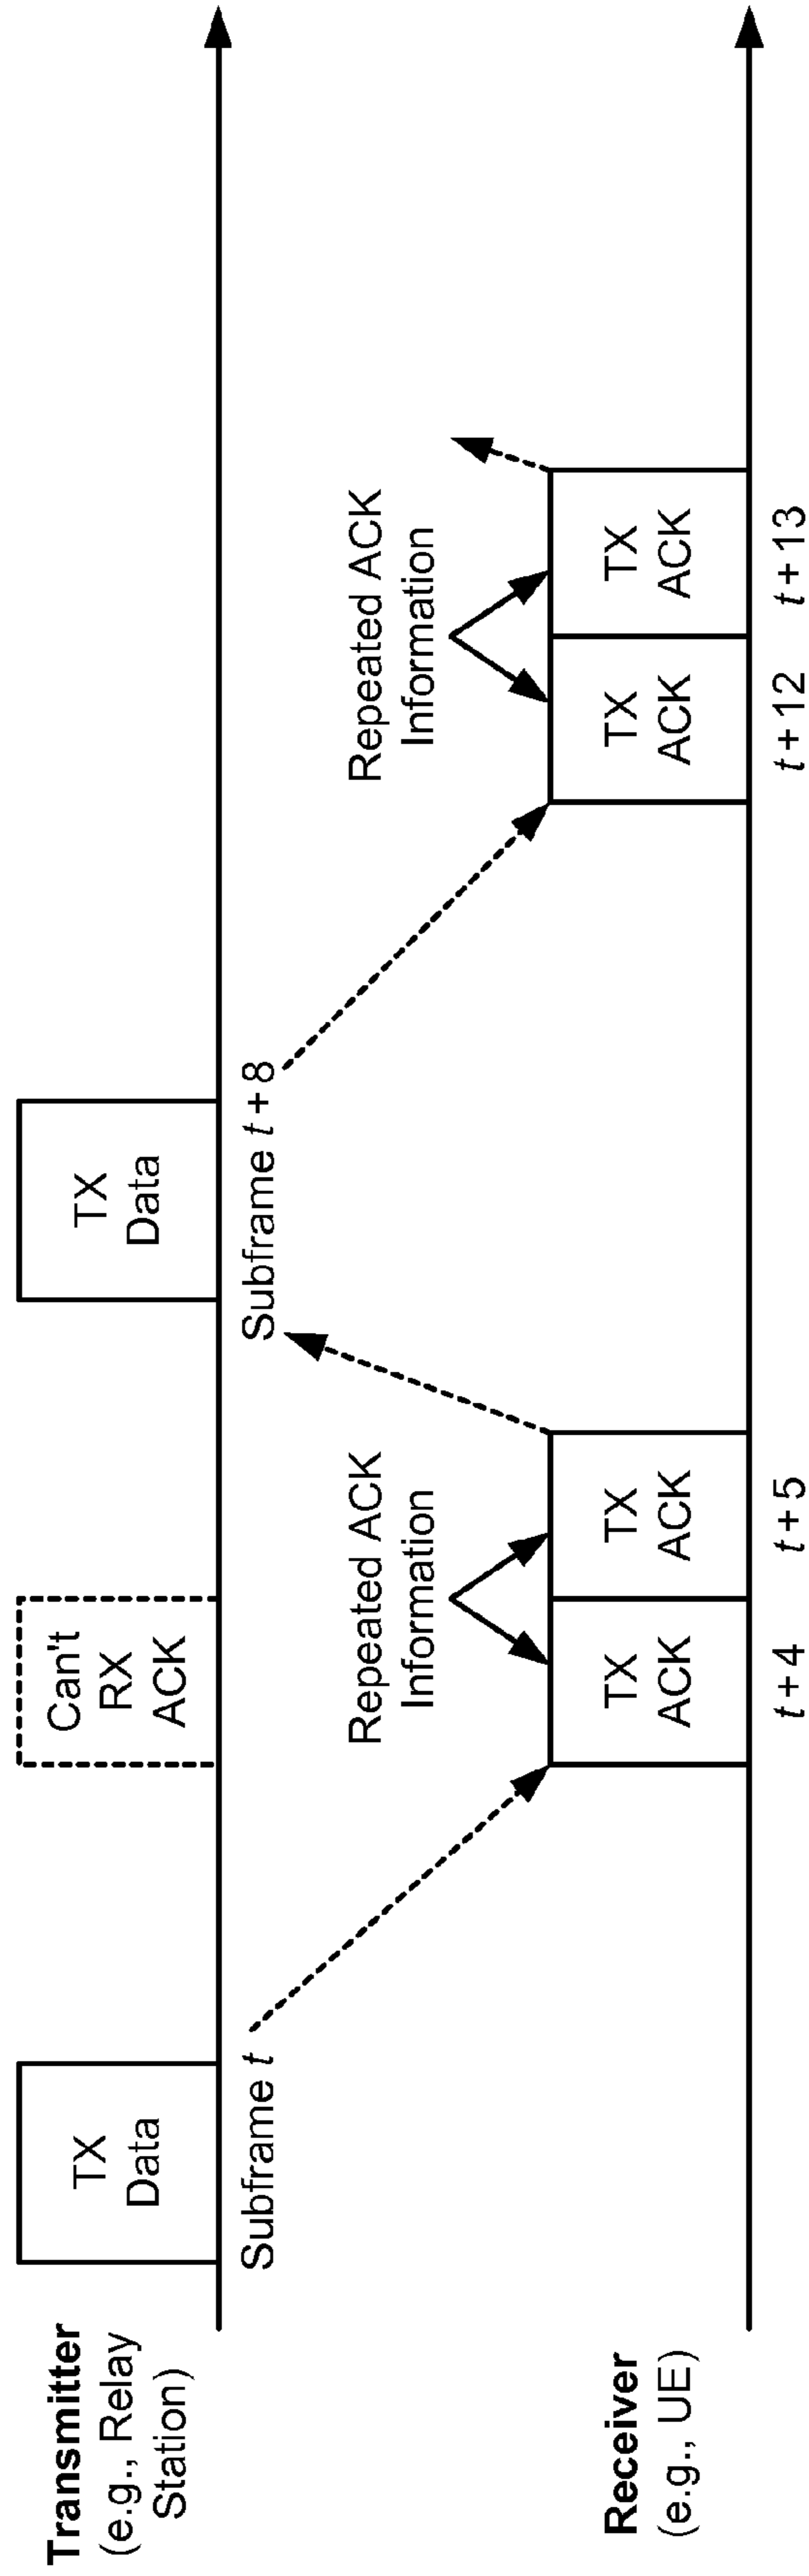 Transmitter
(e.g., Relay
Station)
TX
Data
Subframe t
Can't
RX
ACK
TX
Data
Subframe t + 8
Receiver
(e.g., UE)
Repeated ACK
Information
TX
ACK
TX
ACK
t + 4
t + 5
Repeated ACK
Information
TX
ACK
TX
ACK
t + 12
t + 13